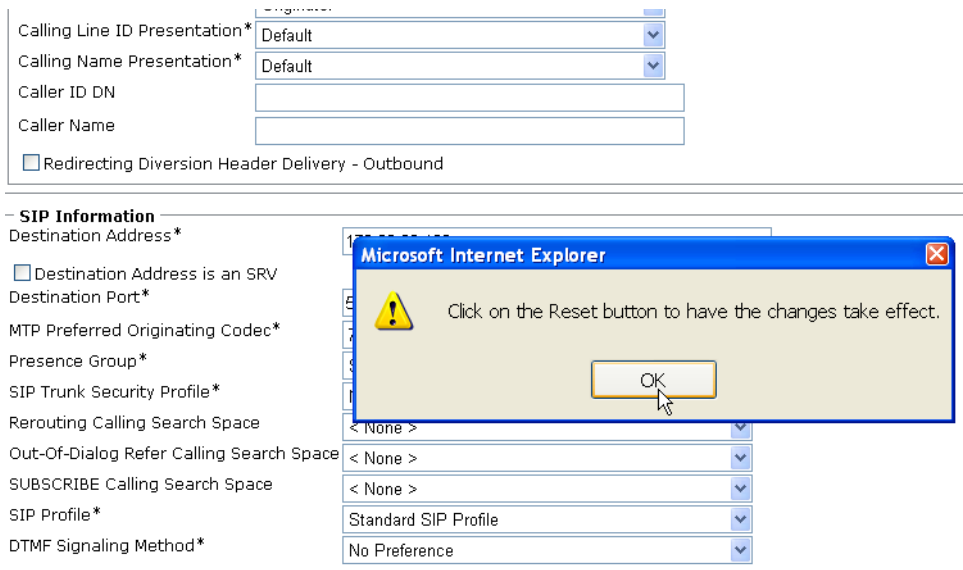 Calling Line ID Presentation* Default
Calling Name Presentation* Default
Caller ID DN
Caller Name
Redirecting Diversion Header Delivery - Outbound
SIP Information
Destination Address*
Microsoft Internet Explorer
Click on the Reset button to have the changes take effect.
OK
Destination Address is an SRV
Destination Port*
MTP Preferred Originating Codec*
Presence Group*
SIP Trunk Security Profile*
Rerouting Calling Search Space < None >
Out-Of-Dialog Refer Calling Search Space < None >
SUBSCRIBE Calling Search Space < None >
SIP Profile* Standard SIP Profile
DTMF Signaling Method* No Preference